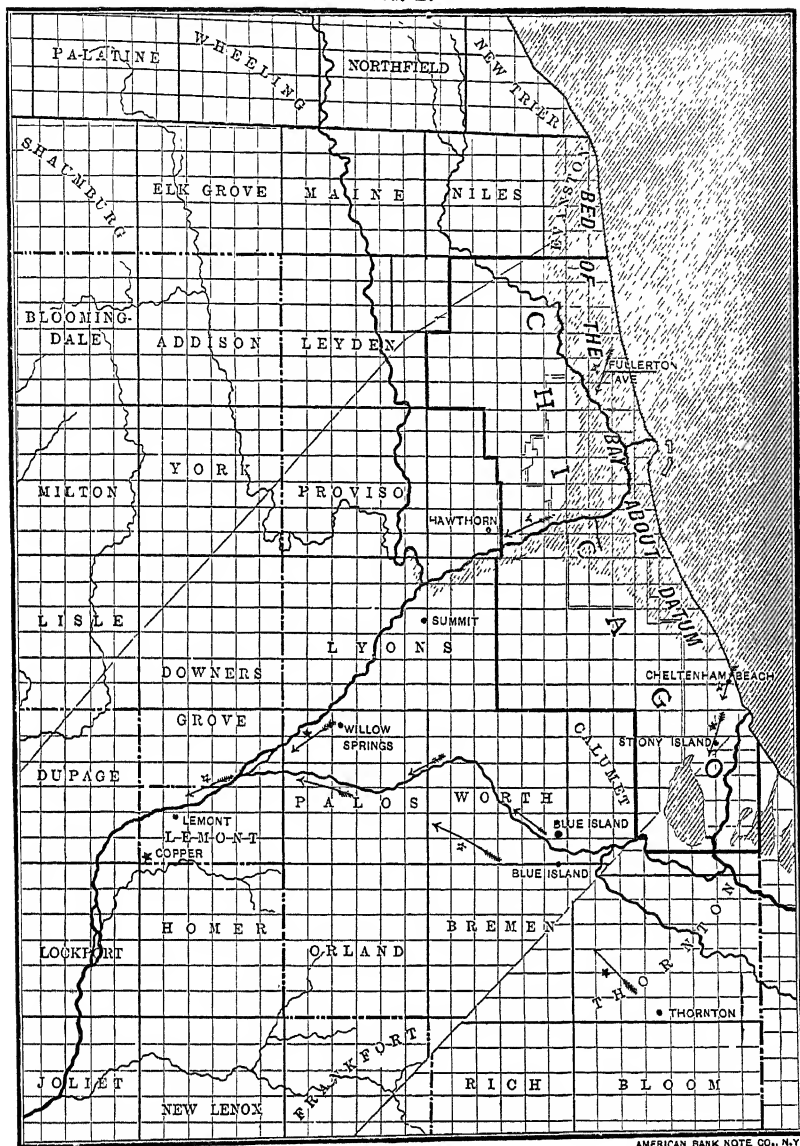 PALATINE
WHEELING
NORTHFIELD
NEW TRIER
SHAUMBURG
ELK GROVE
MAINE
NILES
EVANSTON
BED OF THE BAY ABOUT DATUM
BLOOMING-
DALE
ADDISON
LEYDEN
CHICAGO
FULLERTON
AVE
YORK
MILTON
PROVISO
HAWTHORN
LISLE
SUMMIT
LYONS
DOWNERS
GROVE
CHELTENHAM BEACH
WILLOW
SPRINGS
STONY ISLAND
CALUMET
DUPAGE
PALOS
WORTH
LEMONT
LEMONT
BLUE ISLAND
COPPER
BLUE ISLAND
HOMER
BREMEN
LOCKPORT
ORLAND
THORNTON
THORNTON
FRANKFORT
JOLIET
RICH
BLOOM
NEW LENOX
AMERICAN BANK NOTE CO., N.Y